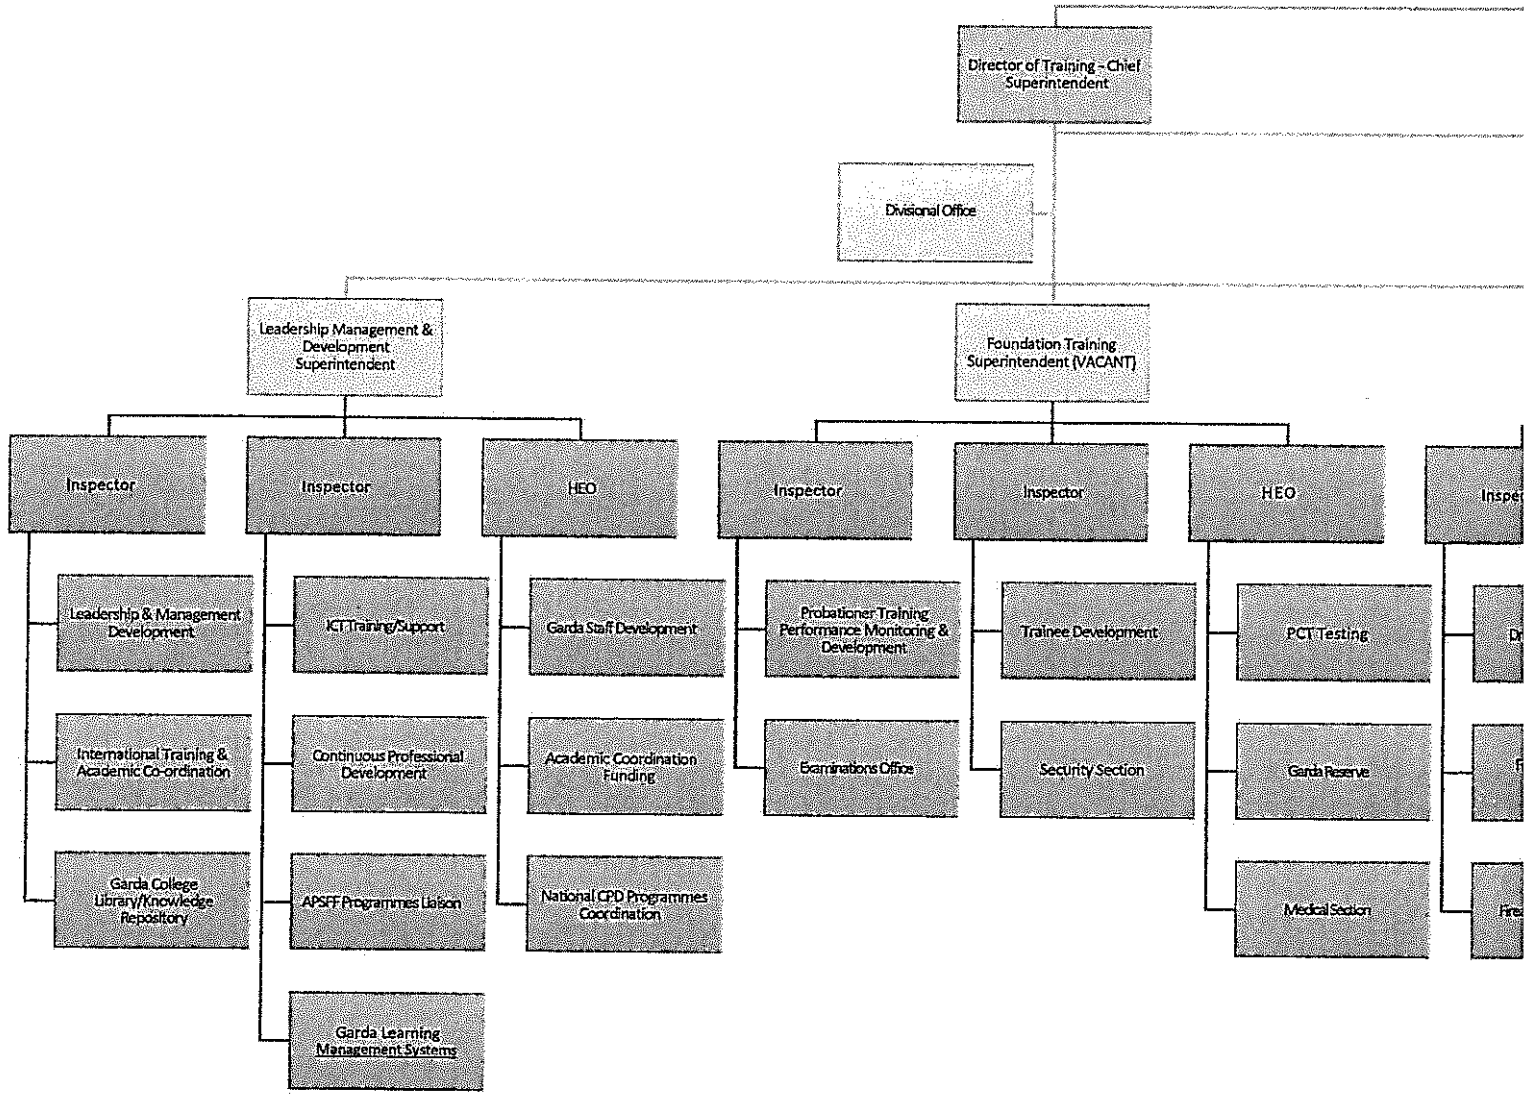 Director of Training - Chief
Superintendent
Divisional Office
Leadership Management &
Development
Superintendent
Foundation Training
Superintendent (VACANT)
Inspector
Inspector
HEO
Inspector
Inspector
HEO
Leadership & Management
Development
ICT Training/Support
Garda Staff Development
Probationer Training
Performance Monitoring &
Development
Trainee Development
PCT Testing
International Training &
Academic Co-ordination
Continuous Professional
Development
Academic Coordination
Funding
Examinations Office
Security Section
Garda Reserve
Garda College
Library/Knowledge
Repository
APSFF Programmes Liaison
National CPD Programmes
Coordination
Medical Section
Garda Learning
Management Systems